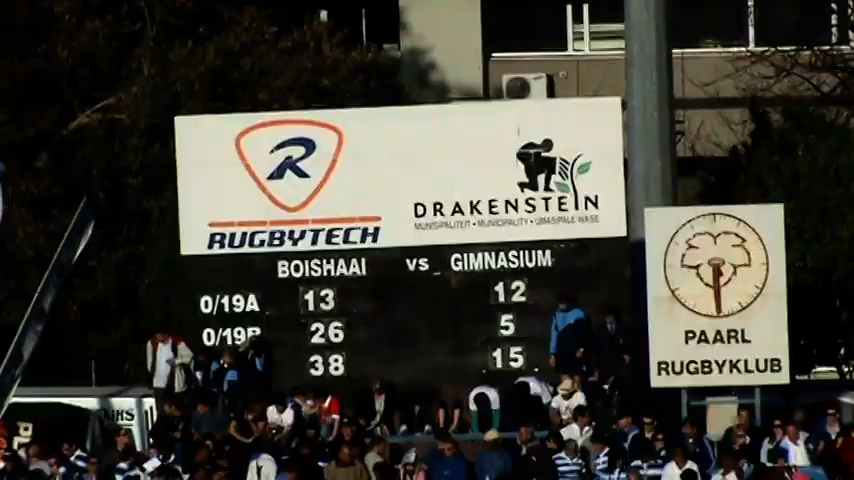 RUGBYTECH
DRAKENSTEIN
MUNISIPALITEIT • MUNICIPALITY • UMASIPALE WASE
BOISHAAI vs GIMNASIUM
0/19A 13 12
0/19B 26 5
38 15
PAARL
RUGBYKLUB